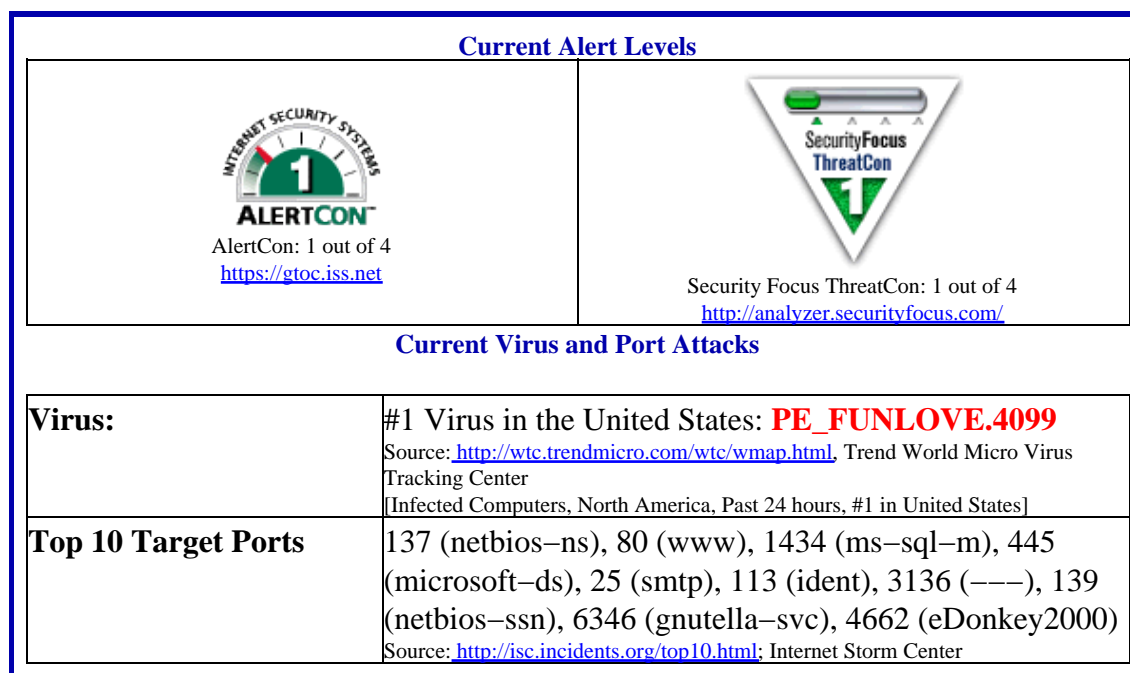 Current Alert Levels
INTERNET SECURITY SYSTEMS
1
ALERTCON™
AlertCon: 1 out of 4
https://gtoc.iss.net
SecurityFocus
ThreatCon
1
Security Focus ThreatCon: 1 out of 4
http://analyzer.securityfocus.com/
Current Virus and Port Attacks
Virus:
#1 Virus in the United States: PE_FUNLOVE.4099
Source: http://wtc.trendmicro.com/wtc/wmap.html, Trend World Micro Virus
Tracking Center
[Infected Computers, North America, Past 24 hours, #1 in United States]
Top 10 Target Ports
137 (netbios−ns), 80 (www), 1434 (ms−sql−m), 445
(microsoft−ds), 25 (smtp), 113 (ident), 3136 (−−−), 139
(netbios−ssn), 6346 (gnutella−svc), 4662 (eDonkey2000)
Source: http://isc.incidents.org/top10.html; Internet Storm Center